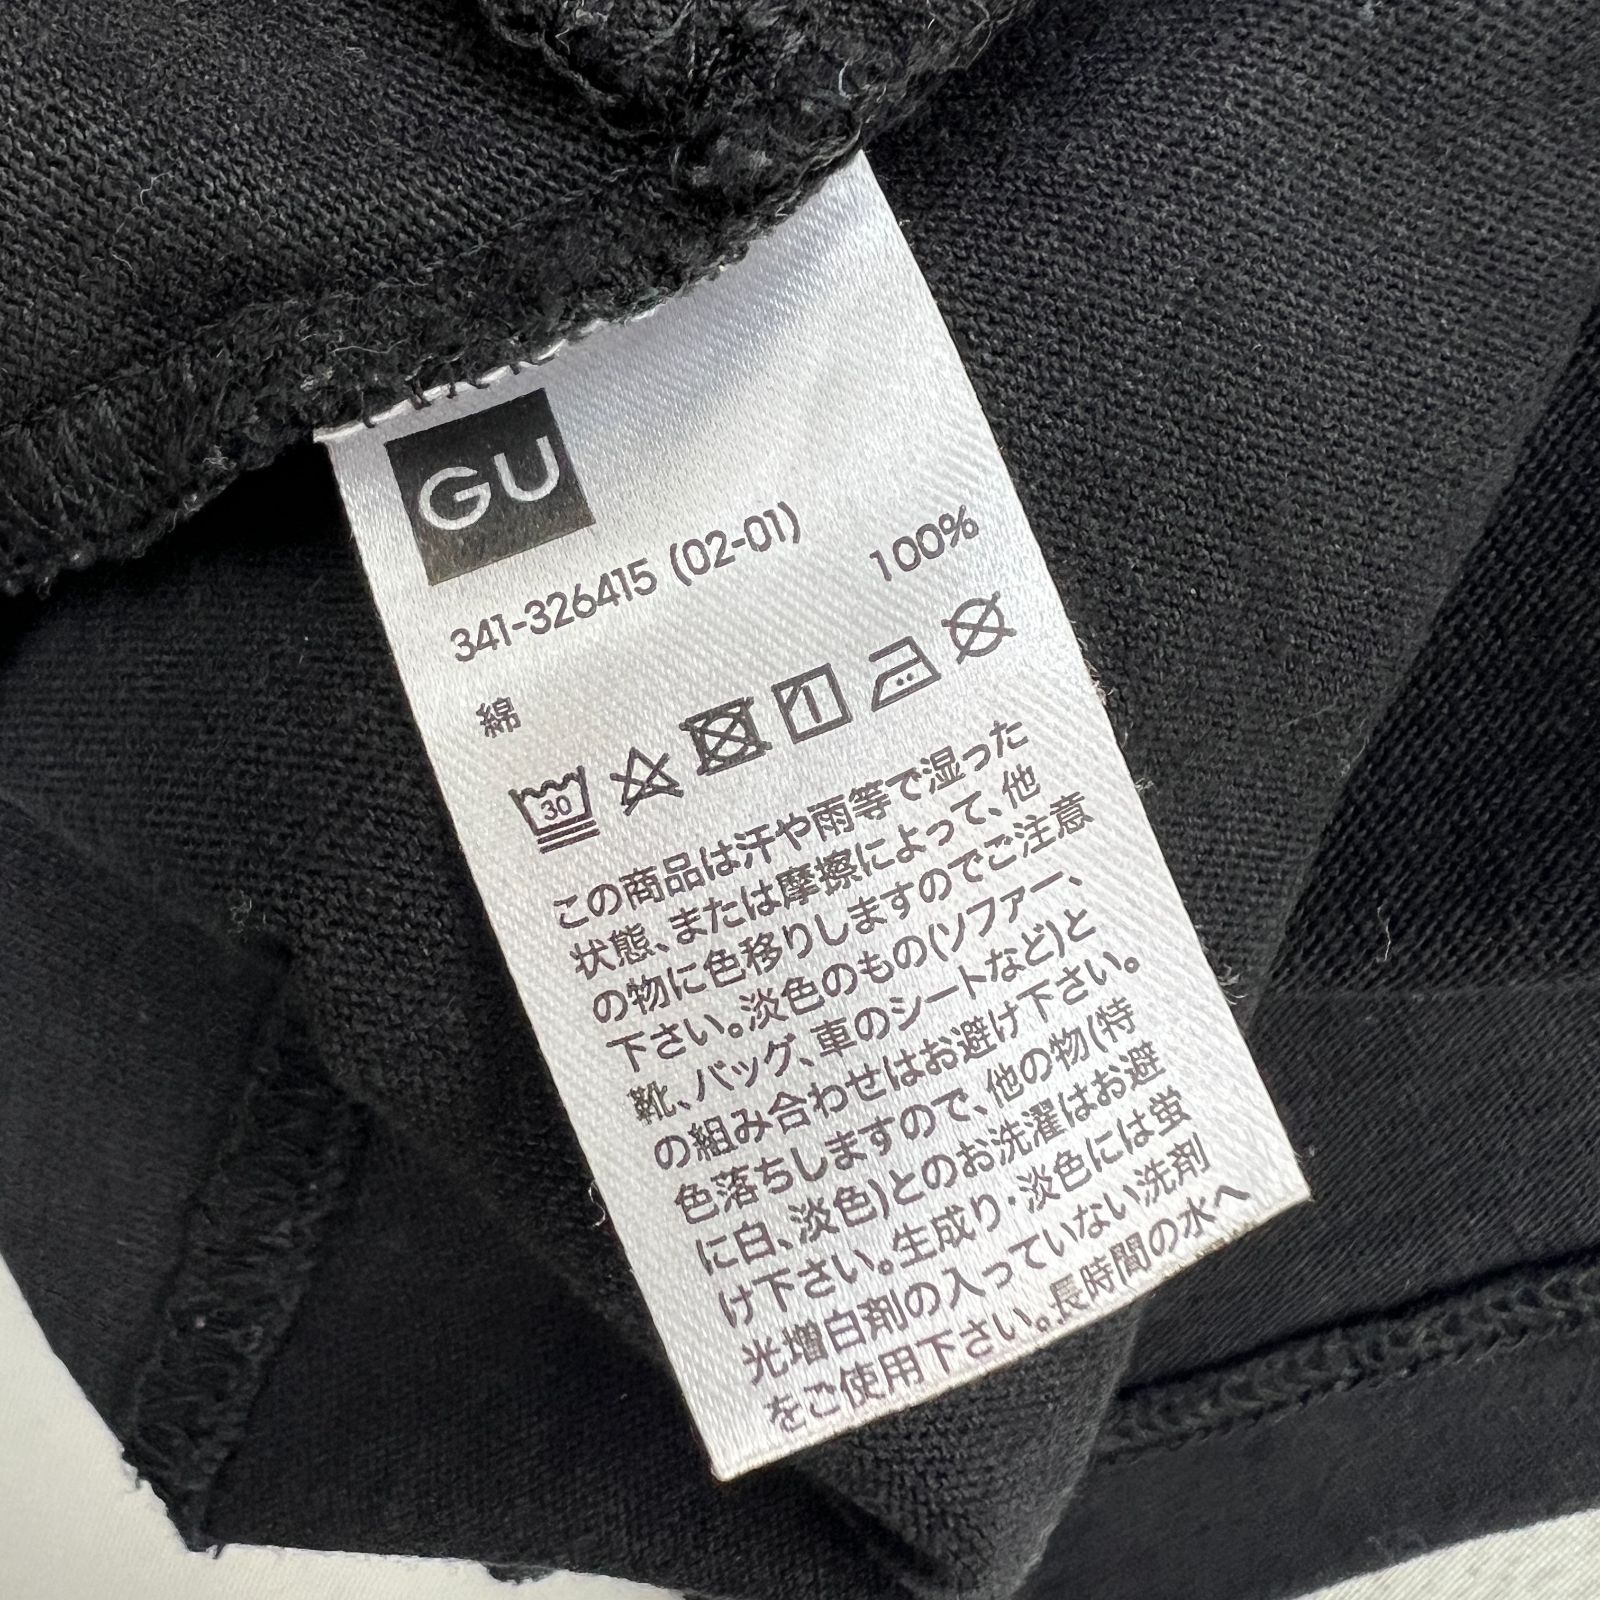 GU
341-326415 (02-01)
綿 100%
30
この商品は汗や雨等で湿った
状態、または摩擦によって、他
の物に色移りしますのでご注意
下さい。淡色のもの(ソファー、
靴、バッグ、車のシートなど)と
の組み合わせはお避け下さい。
色落ちしますので、他の物(特
に白、淡色)とのお洗濯はお避
け下さい。生成り・淡色には蛍
光増白剤の入っていない洗剤
をご使用下さい。長時間の水へ